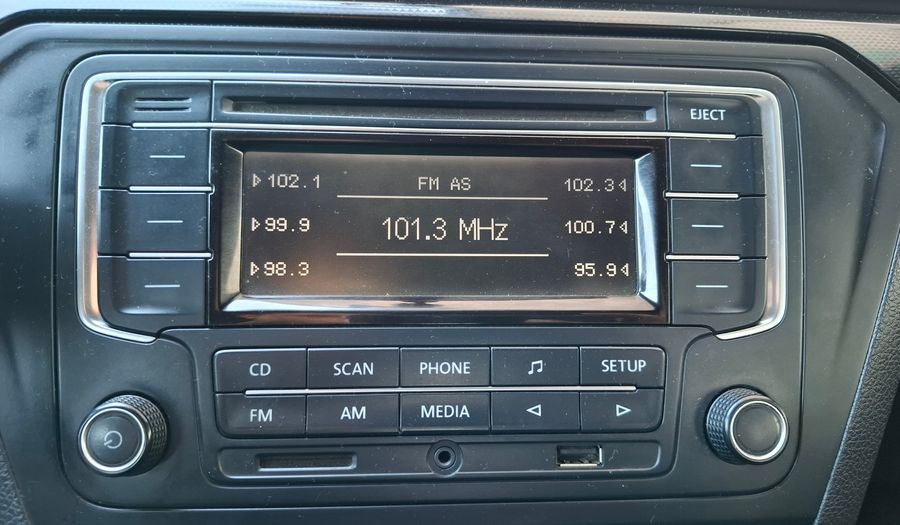 EJECT
102.1 FM AS 102.3
99.9 101.3 MHz 100.7
98.3 95.9
CD SCAN PHONE SETUP
FM AM MEDIA